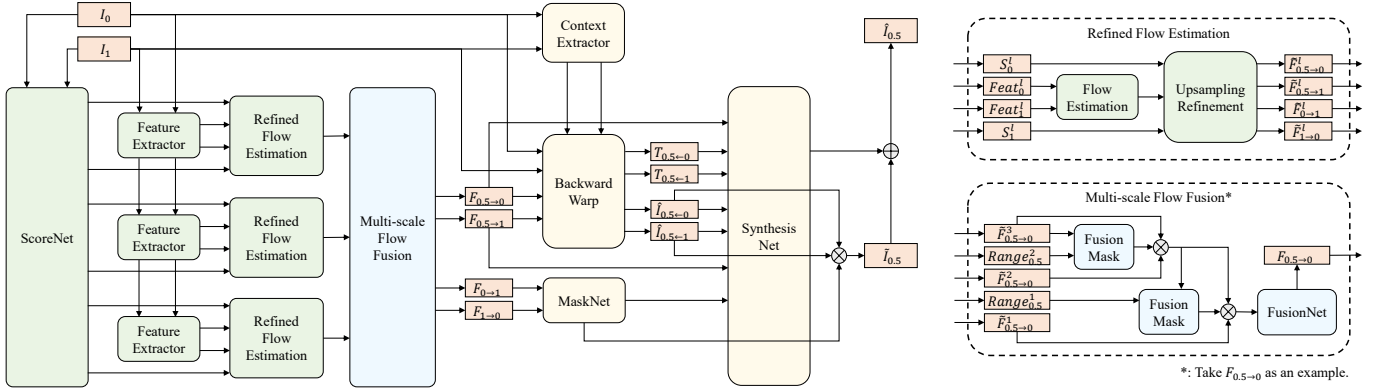 I₀
I₁
Context
Extractor
Î₀.₅
ScoreNet
Feature
Extractor
Refined
Flow
Estimation
Feature
Extractor
Refined
Flow
Estimation
Feature
Extractor
Refined
Flow
Estimation
Multi-scale
Flow
Fusion
F₀.₅→₀
F₀.₅→₁
F₀→₁
F₁→₀
Backward
Warp
MaskNet
T₀.₅←₀
T₀.₅←₁
Î₀.₅←₀
Î₀.₅←₁
Synthesis
Net
Ĩ₀.₅
Refined Flow Estimation
S₀ˡ
Feat₀ˡ
Feat₁ˡ
S₁ˡ
Flow
Estimation
Upsampling
Refinement
F̃ˡ₀.₅→₀
F̃ˡ₀.₅→₁
F̃ˡ₀→₁
F̃ˡ₁→₀
Multi-scale Flow Fusion*
F̃³₀.₅→₀
Range²₀.₅
F̃²₀.₅→₀
Range¹₀.₅
F̃¹₀.₅→₀
Fusion
Mask
Fusion
Mask
F₀.₅→₀
FusionNet
*: Take F₀.₅→₀ as an example.